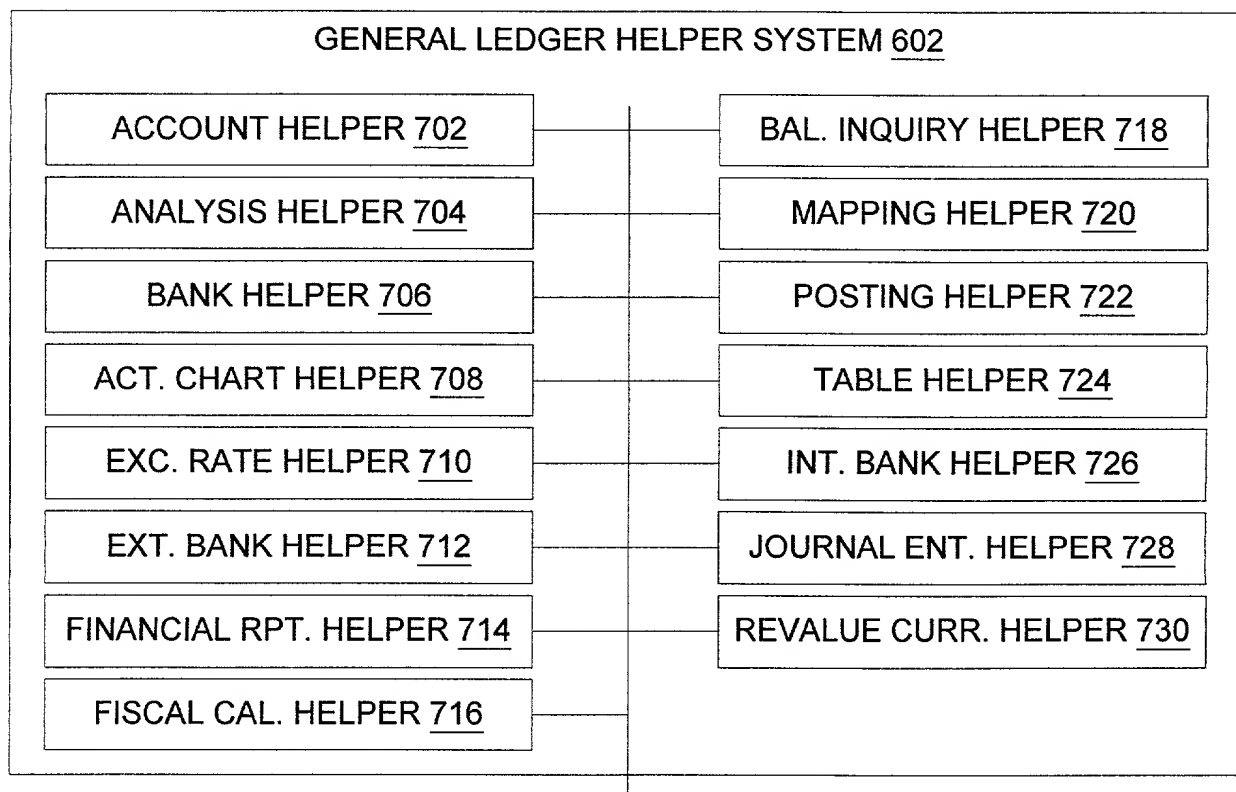 GENERAL LEDGER HELPER SYSTEM 602
ACCOUNT HELPER 702
ANALYSIS HELPER 704
BANK HELPER 706
ACT. CHART HELPER 708
EXC. RATE HELPER 710
EXT. BANK HELPER 712
FINANCIAL RPT. HELPER 714
FISCAL CAL. HELPER 716
BAL. INQUIRY HELPER 718
MAPPING HELPER 720
POSTING HELPER 722
TABLE HELPER 724
INT. BANK HELPER 726
JOURNAL ENT. HELPER 728
REVALUE CURR. HELPER 730